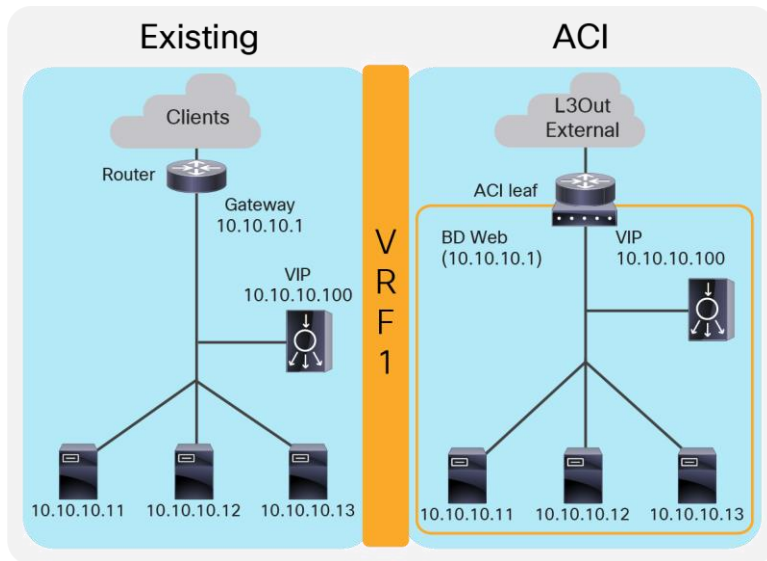 Existing
Clients
Router
Gateway
10.10.10.1
VIP
10.10.10.100
10.10.10.11
10.10.10.12
10.10.10.13
V
R
F
1
ACI
L3Out
External
ACI leaf
BD Web
(10.10.10.1)
VIP
10.10.10.100
10.10.10.11
10.10.10.12
10.10.10.13